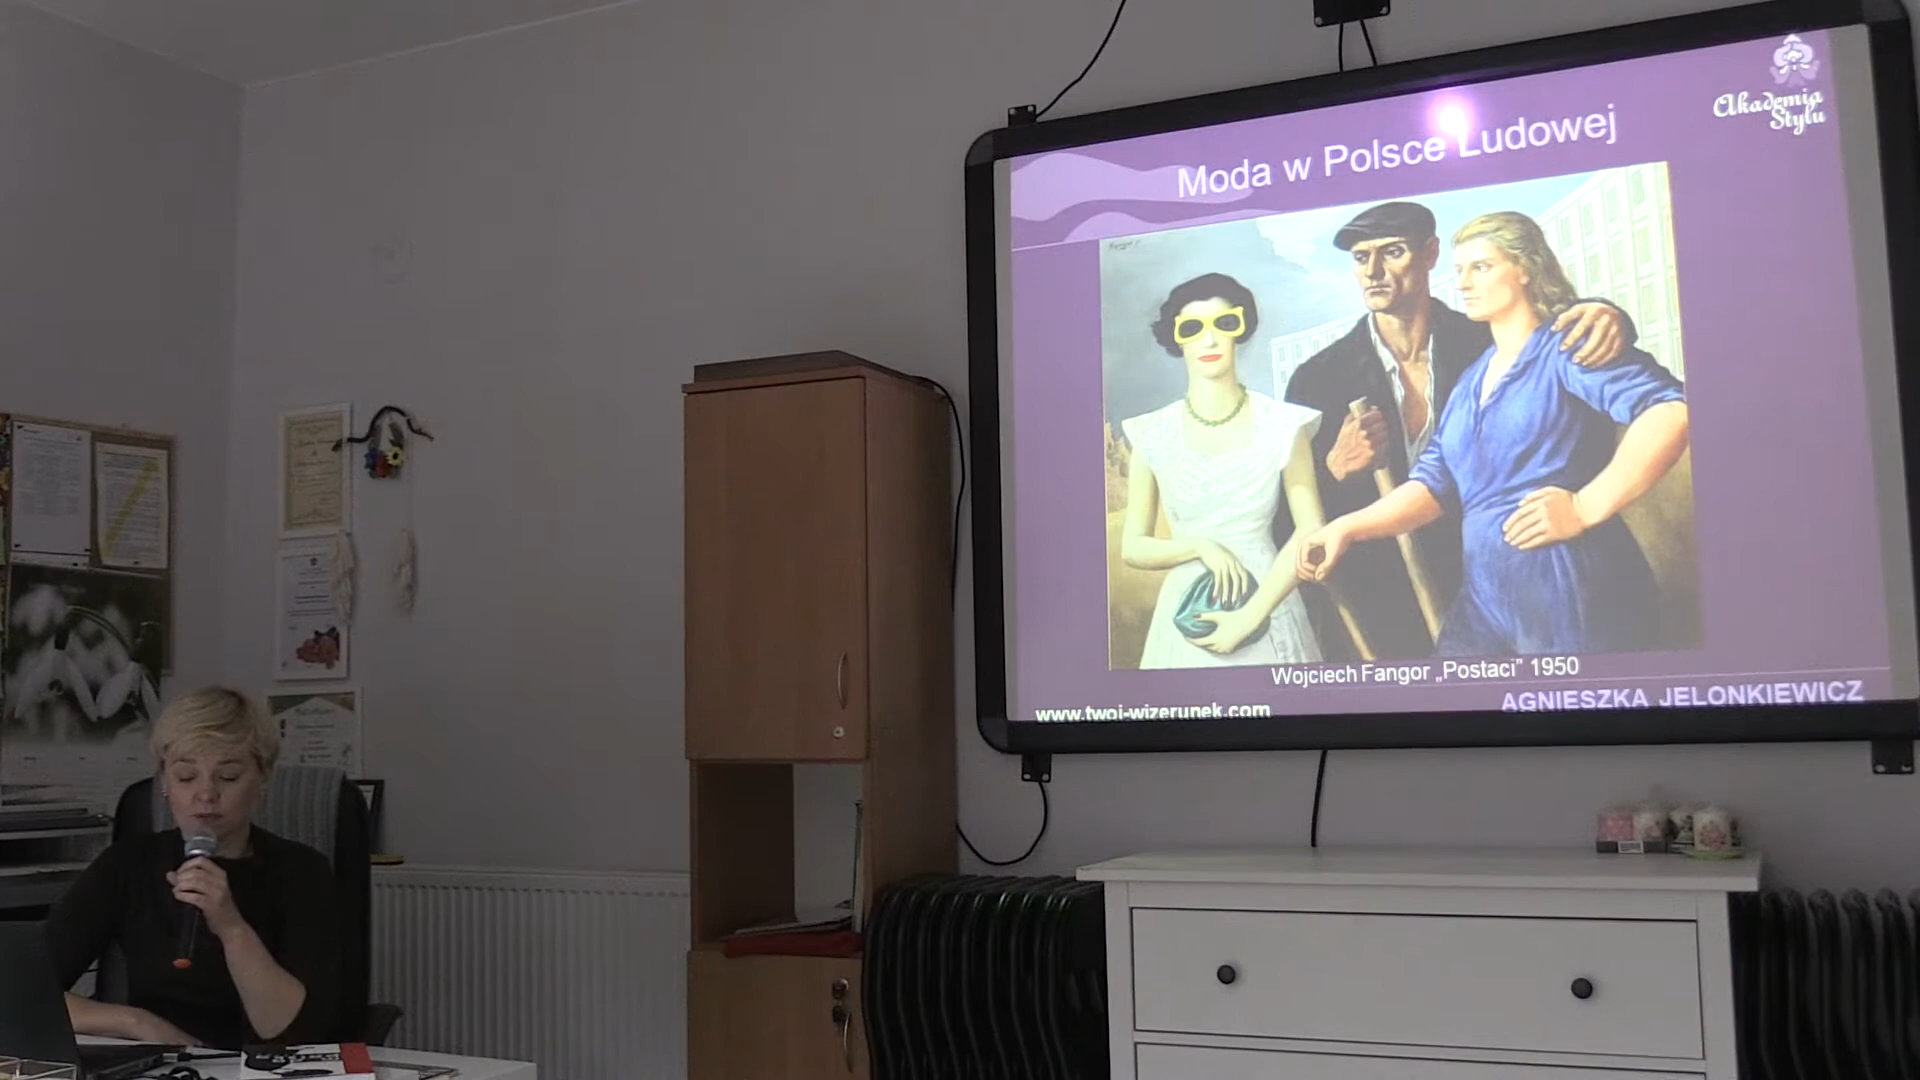 Akademia
Stylu
Moda w Polsce Ludowej
Wojciech Fangor „Postaci” 1950
AGNIESZKA JELONKIEWICZ
www.twoj-wizerunek.com